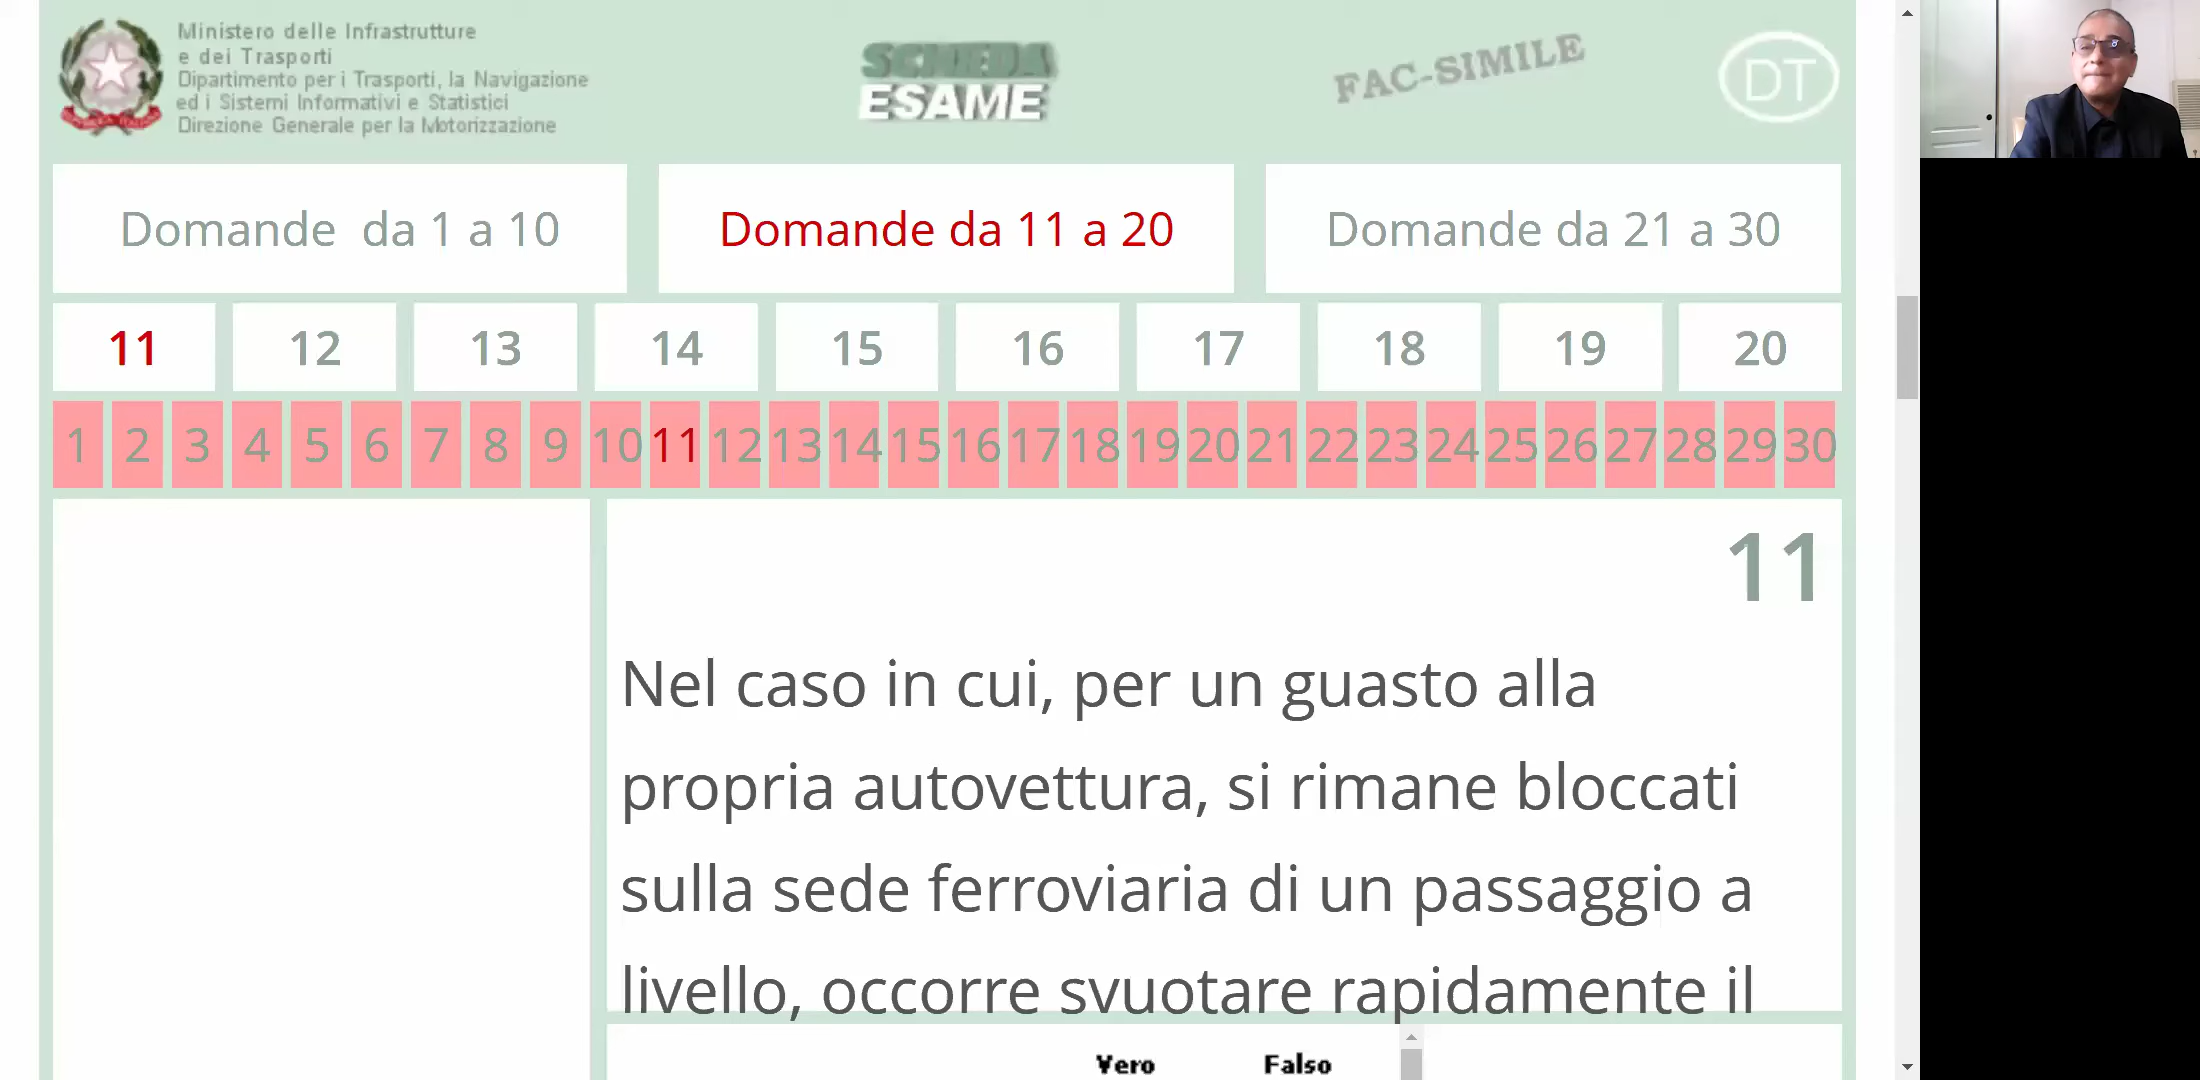 Ministero delle Infrastrutture
e dei Trasporti
Dipartimento per i Trasporti, la Navigazione
ed i Sistemi Informativi e Statistici
Direzione Generale per la Motorizzazione
SCHEDA
ESAME
FAC-SIMILE
DT
Domande da 1 a 10
Domande da 11 a 20
Domande da 21 a 30
11 12 13 14 15 16 17 18 19 20
1 2 3 4 5 6 7 8 9 10 11 12 13 14 15 16 17 18 19 20 21 22 23 24 25 26 27 28 29 30
11
Nel caso in cui, per un guasto alla
propria autovettura, si rimane bloccati
sulla sede ferroviaria di un passaggio a
livello, occorre svuotare rapidamente il
Vero Falso